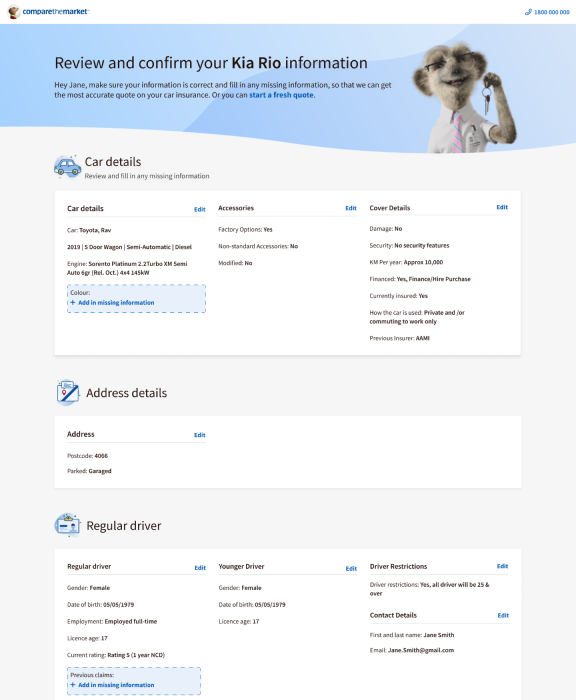 comparethemarket
1800 000 000
Review and confirm your Kia Rio information
Hey Jane, make sure your information is correct and fill in any missing information, so that we can get
the most accurate quote on your car insurance. Or you can start a fresh quote.
Car details
Review and fill in any missing information
Car details Edit
Car: Toyota, Rav
2019 | 5 Door Wagon | Semi-Automatic | Diesel
Engine: Sorento Platinum 2.2Turbo XM Semi
Auto 6gr (Rel. Oct.) 4x4 145kW
Colour:
+ Add in missing information
Accessories Edit
Factory Options: Yes
Non-standard Accessories: No
Modified: No
Cover Details Edit
Damage: No
Security: No security features
KM Per year: Approx 10,000
Financed: Yes, Finance/Hire Purchase
Currently insured: Yes
How the car is used: Private and /or
commuting to work only
Previous Insurer: AAMI
Address details
Address Edit
Postcode: 4066
Parked: Garaged
Regular driver
Regular driver Edit
Gender: Female
Date of birth: 05/05/1979
Employment: Employed full-time
Licence age: 17
Current rating: Rating 5 (1 year NCD)
Previous claims:
+ Add in missing information
Younger Driver Edit
Gender: Female
Date of birth: 05/05/1979
Licence age: 17
Driver Restrictions Edit
Driver restrictions: Yes, all driver will be 25 &
over
Contact Details Edit
First and last name: Jane Smith
Email: Jane.Smith@gmail.com